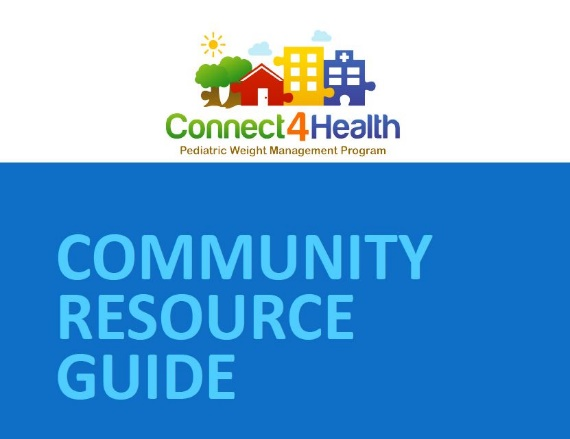 Connect4Health
Pediatric Weight Management Program
COMMUNITY
RESOURCE
GUIDE